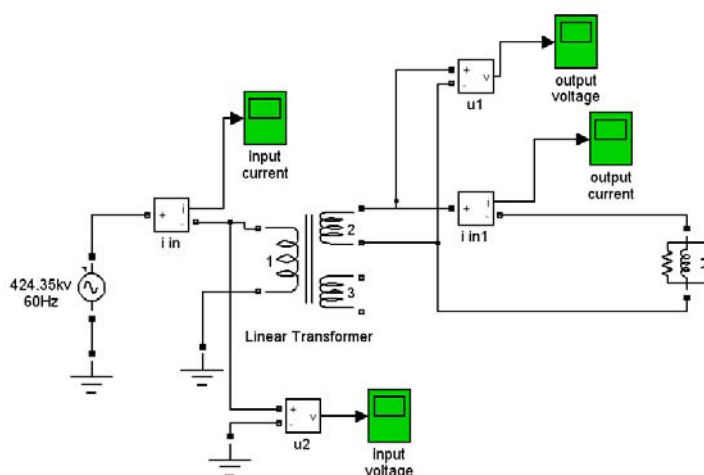 +
v
-
u1
output
voltage
input
current
output
current
+
i
-
i in
1
2
3
+
i
-
i in1
424.35kv
60Hz
Linear Transformer
+
v
-
u2
input
voltage